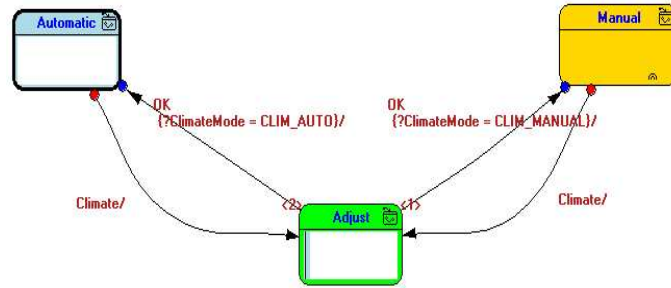 Automatic
Manual
OK
{?ClimateMode = CLIM_AUTO}/
OK
{?ClimateMode = CLIM_MANUAL}/
Climate/
<2>
<1>
Climate/
Adjust